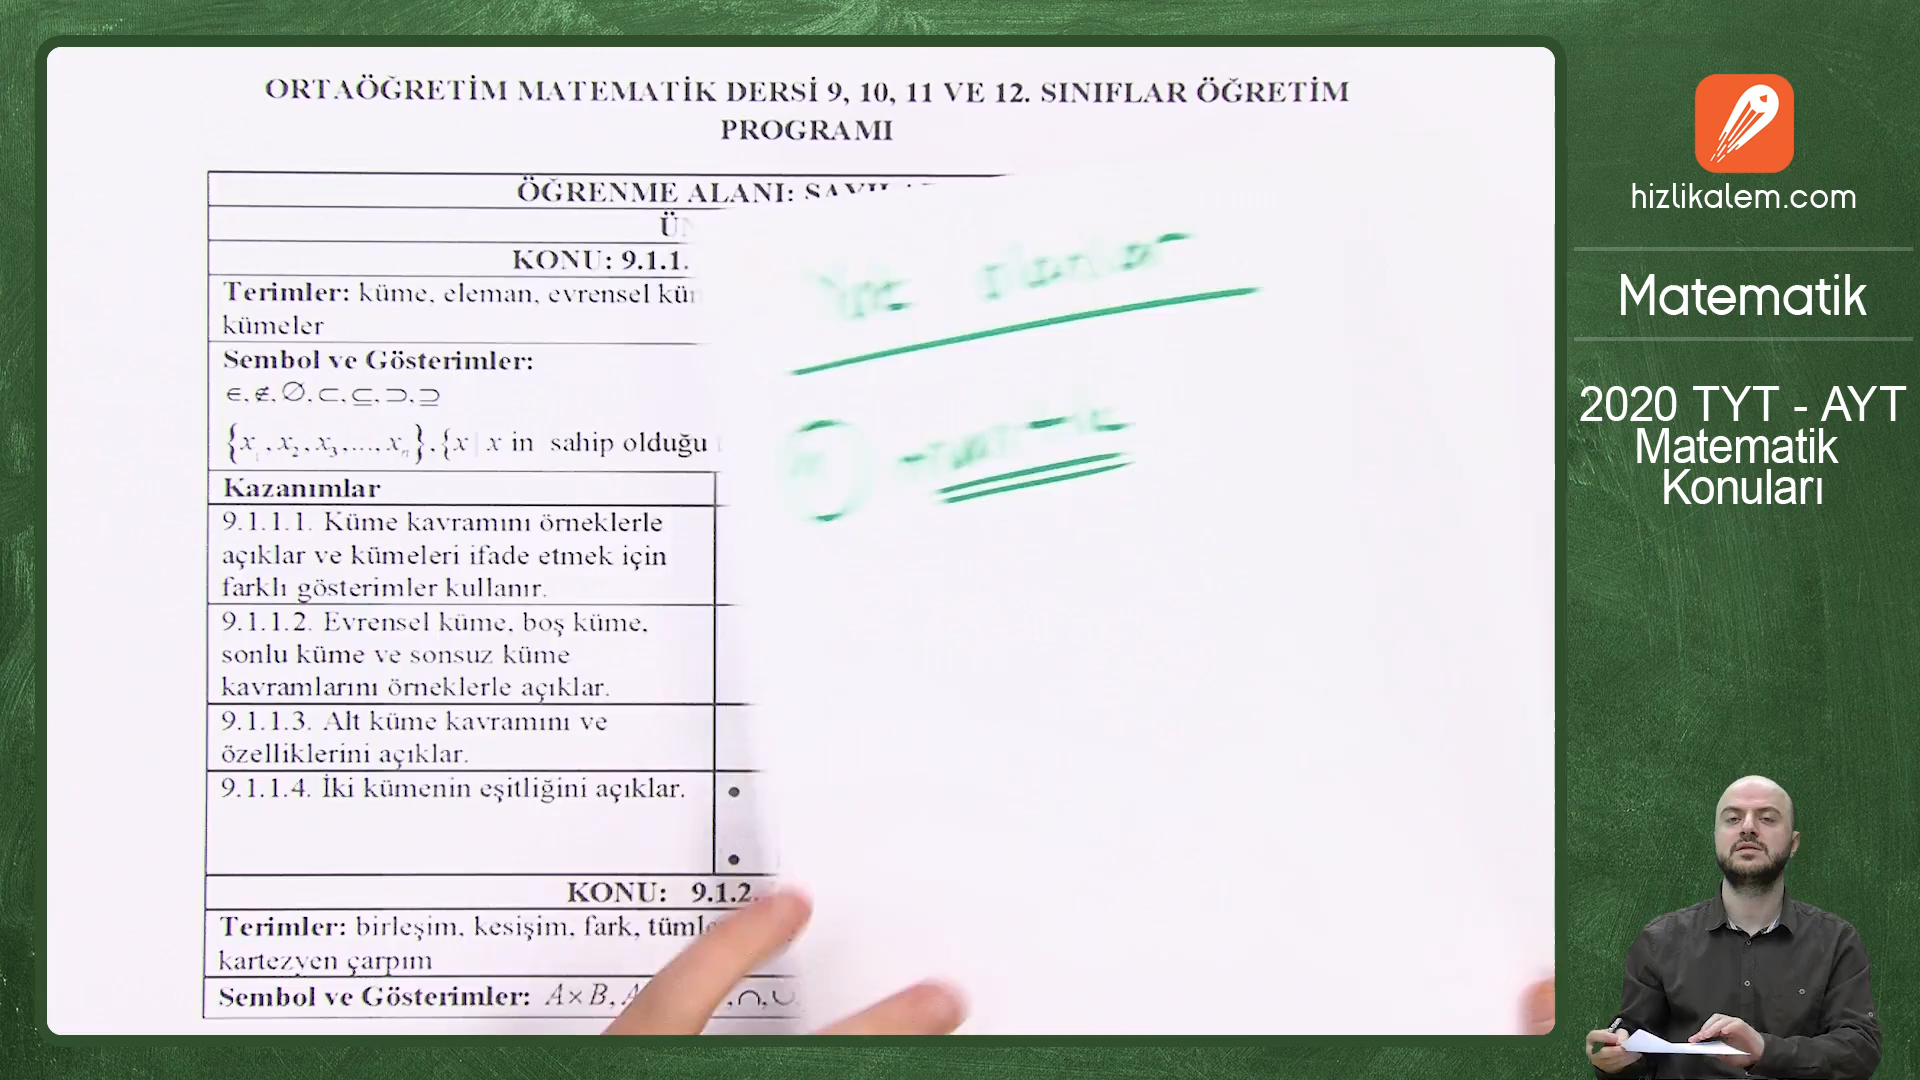 ORTAÖĞRETİM MATEMATİK DERSİ 9, 10, 11 VE 12. SINIFLAR ÖĞRETİM
PROGRAMI
ÖĞRENME ALANI:
KONU: 9.1.1.
Terimler: küme, eleman, evrensel
kümeler
Sembol ve Gösterimler:
∈, ∉, ∅, ⊂, ⊆, ⊃, ⊇
{x₁, x₂, x₃, ..., xₙ}, {x | x in sahip olduğu
Kazanımlar
9.1.1.1. Küme kavramını örneklerle
açıklar ve kümeleri ifade etmek için
farklı gösterimler kullanır.
9.1.1.2. Evrensel küme, boş küme,
sonlu küme ve sonsuz küme
kavramlarını örneklerle açıklar.
9.1.1.3. Alt küme kavramını ve
özelliklerini açıklar.
9.1.1.4. İki kümenin eşitliğini açıklar.
KONU: 9.1.2.
Terimler: birleşim, kesişim, fark,
kartezyen çarpım
Sembol ve Gösterimler: A×B, ∩, ∪
hizlikalem.com
Matematik
2020 TYT - AYT
Matematik
Konuları